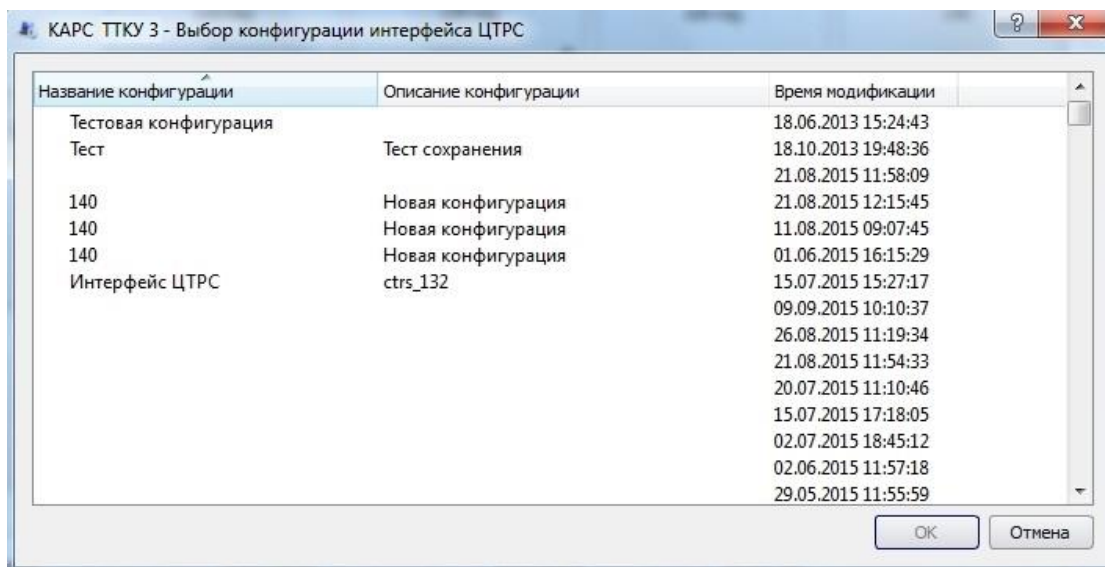 КАРС ТТКУ 3 - Выбор конфигурации интерфейса ЦТРС
Название конфигурации Описание конфигурации Время модификации
Тестовая конфигурация 18.06.2013 15:24:43
Тест Тест сохранения 18.10.2013 19:48:36
21.08.2015 11:58:09
140 Новая конфигурация 21.08.2015 12:15:45
140 Новая конфигурация 11.08.2015 09:07:45
140 Новая конфигурация 01.06.2015 16:15:29
Интерфейс ЦТРС ctrs_132 15.07.2015 15:27:17
09.09.2015 10:10:37
26.08.2015 11:19:34
21.08.2015 11:54:33
20.07.2015 11:10:46
15.07.2015 17:18:05
02.07.2015 18:45:12
02.06.2015 11:57:18
29.05.2015 11:55:59
OK Отмена